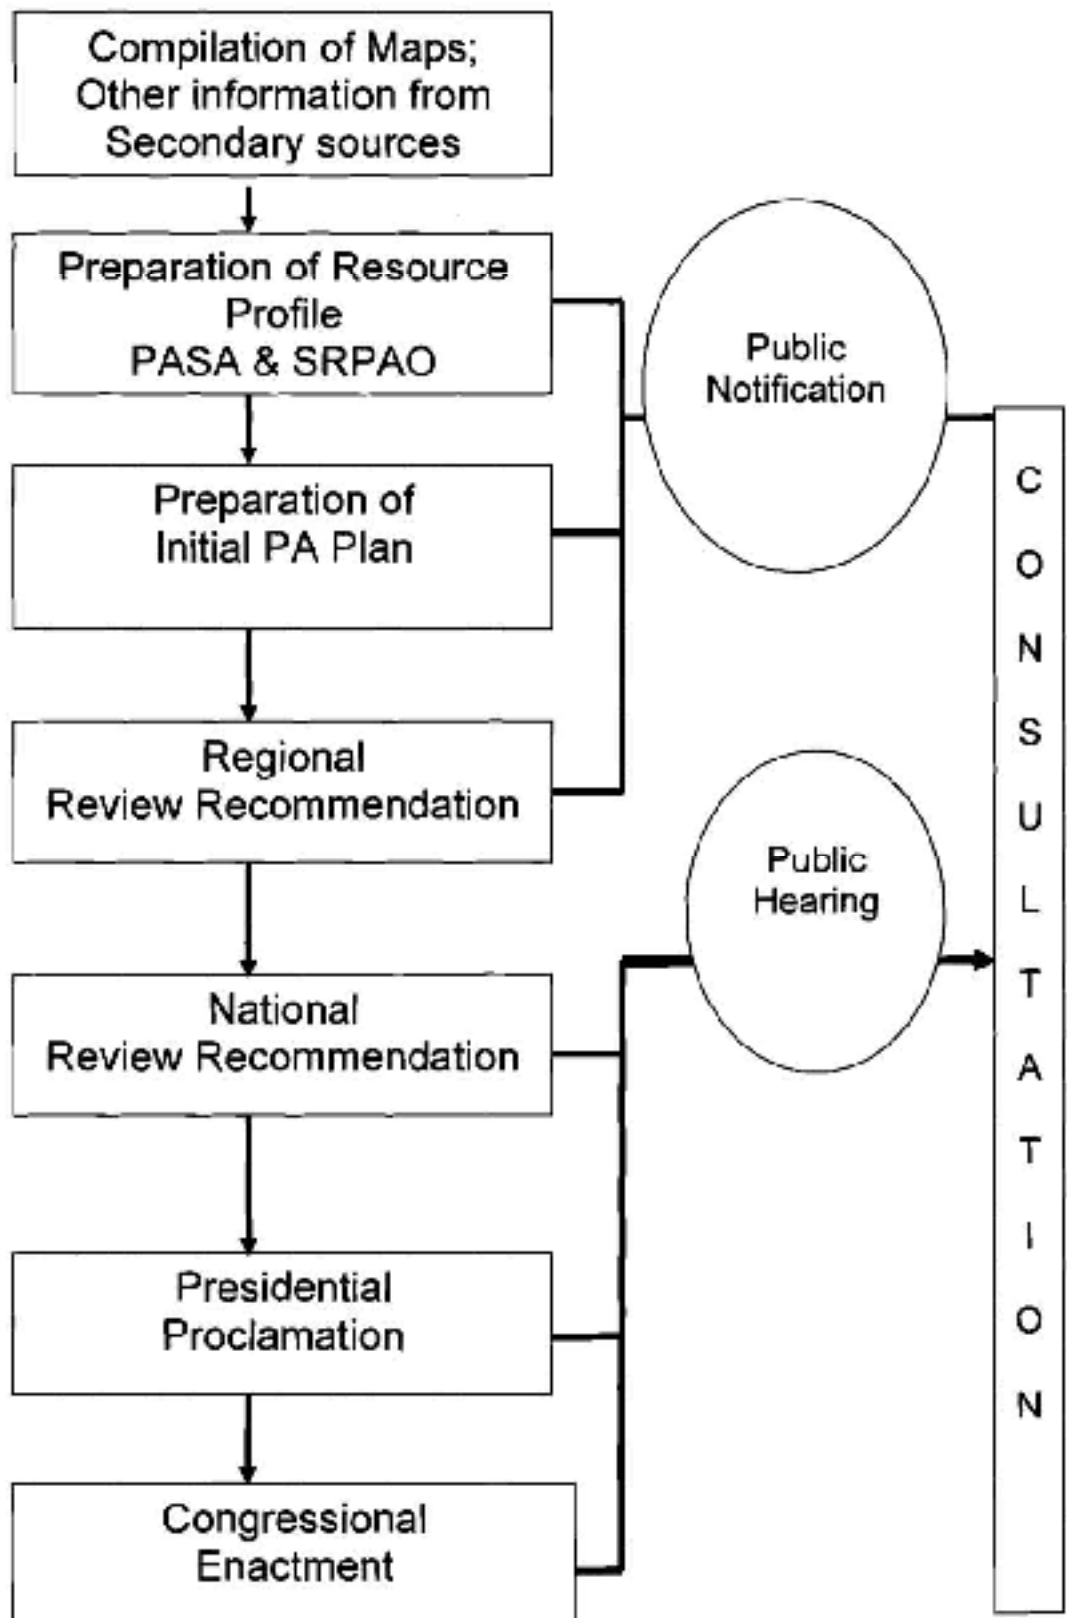 Compilation of Maps;
Other information from
Secondary sources
Preparation of Resource
Profile
PASA & SRPAO
Preparation of
Initial PA Plan
Regional
Review Recommendation
National
Review Recommendation
Presidential
Proclamation
Congressional
Enactment
Public
Notification
Public
Hearing
C
O
N
S
U
L
T
A
T
I
O
N